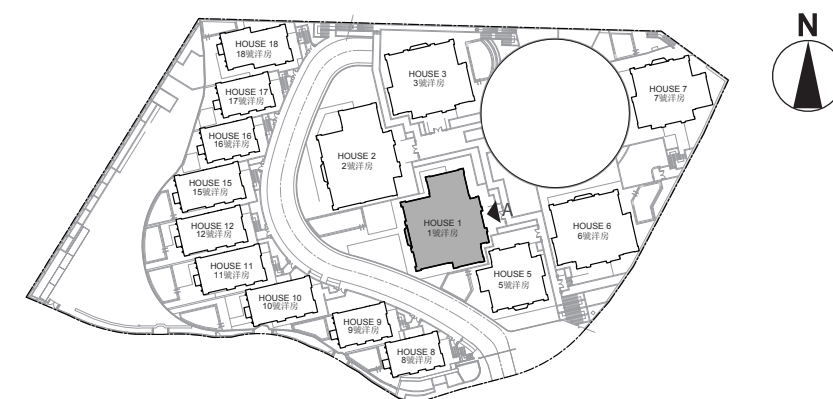 N
HOUSE 18
18號洋房
HOUSE 17
17號洋房
HOUSE 16
16號洋房
HOUSE 15
15號洋房
HOUSE 12
12號洋房
HOUSE 11
11號洋房
HOUSE 10
10號洋房
HOUSE 9
9號洋房
HOUSE 8
8號洋房
HOUSE 3
3號洋房
HOUSE 2
2號洋房
HOUSE 1
1號洋房
A
HOUSE 5
5號洋房
HOUSE 6
6號洋房
HOUSE 7
7號洋房